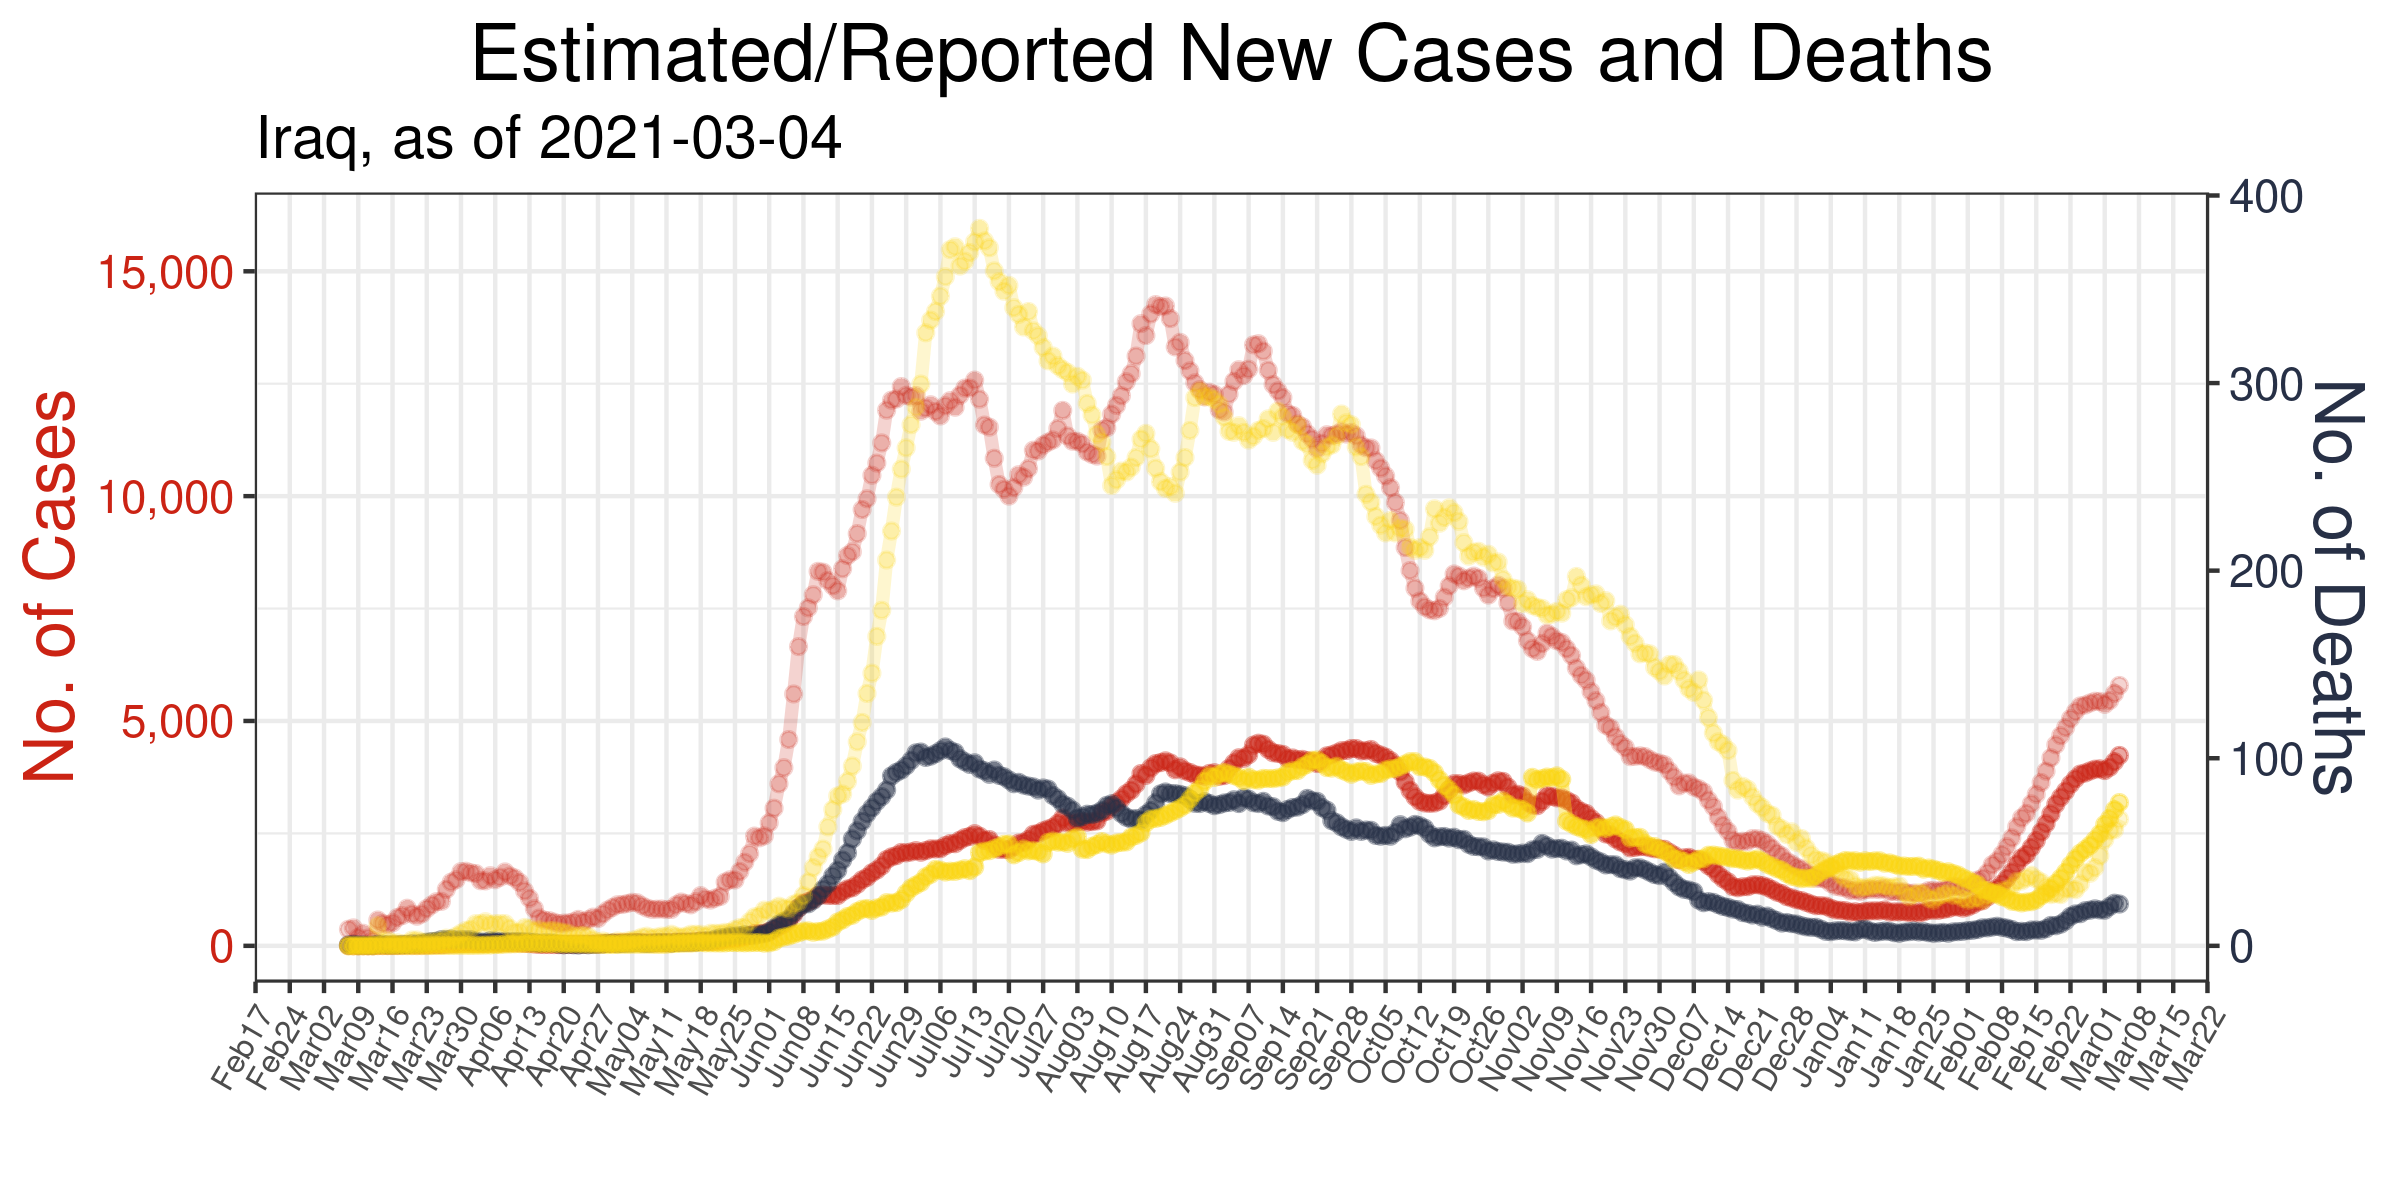 Estimated/Reported New Cases and Deaths
Iraq, as of 2021-03-04
No. of Cases
15,000
10,000
5,000
0
400
300
200
100
0
No. of Deaths
Feb17
Feb24
Mar02
Mar09
Mar16
Mar23
Mar30
Apr06
Apr13
Apr20
Apr27
May04
May11
May18
May25
Jun01
Jun08
Jun15
Jun22
Jun29
Jul06
Jul13
Jul20
Jul27
Aug03
Aug10
Aug17
Aug24
Aug31
Sep07
Sep14
Sep21
Sep28
Oct05
Oct12
Oct19
Oct26
Nov02
Nov09
Nov16
Nov23
Nov30
Dec07
Dec14
Dec21
Dec28
Jan04
Jan11
Jan18
Jan25
Feb01
Feb08
Feb15
Feb22
Mar01
Mar08
Mar15
Mar22